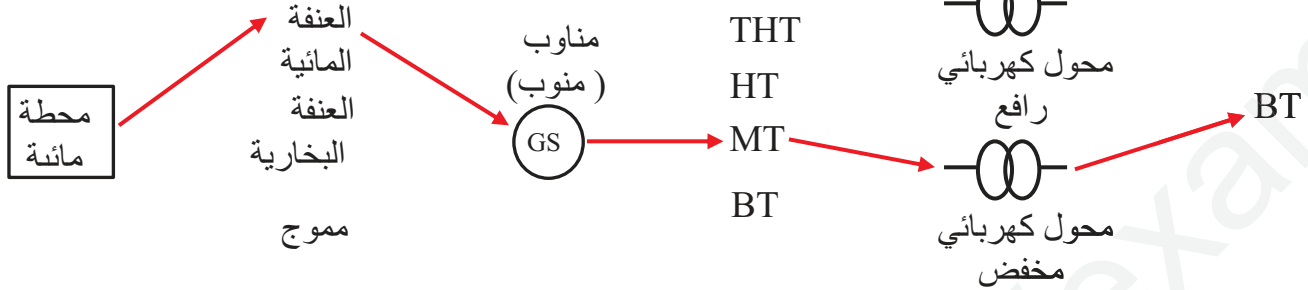 محطة
مائية
العنفة
المائية
العنفة
البخارية
مموج
مناوب
( منوب)
GS
THT
HT
MT
BT
محول كهربائي
رافع
محول كهربائي
مخفض
BT